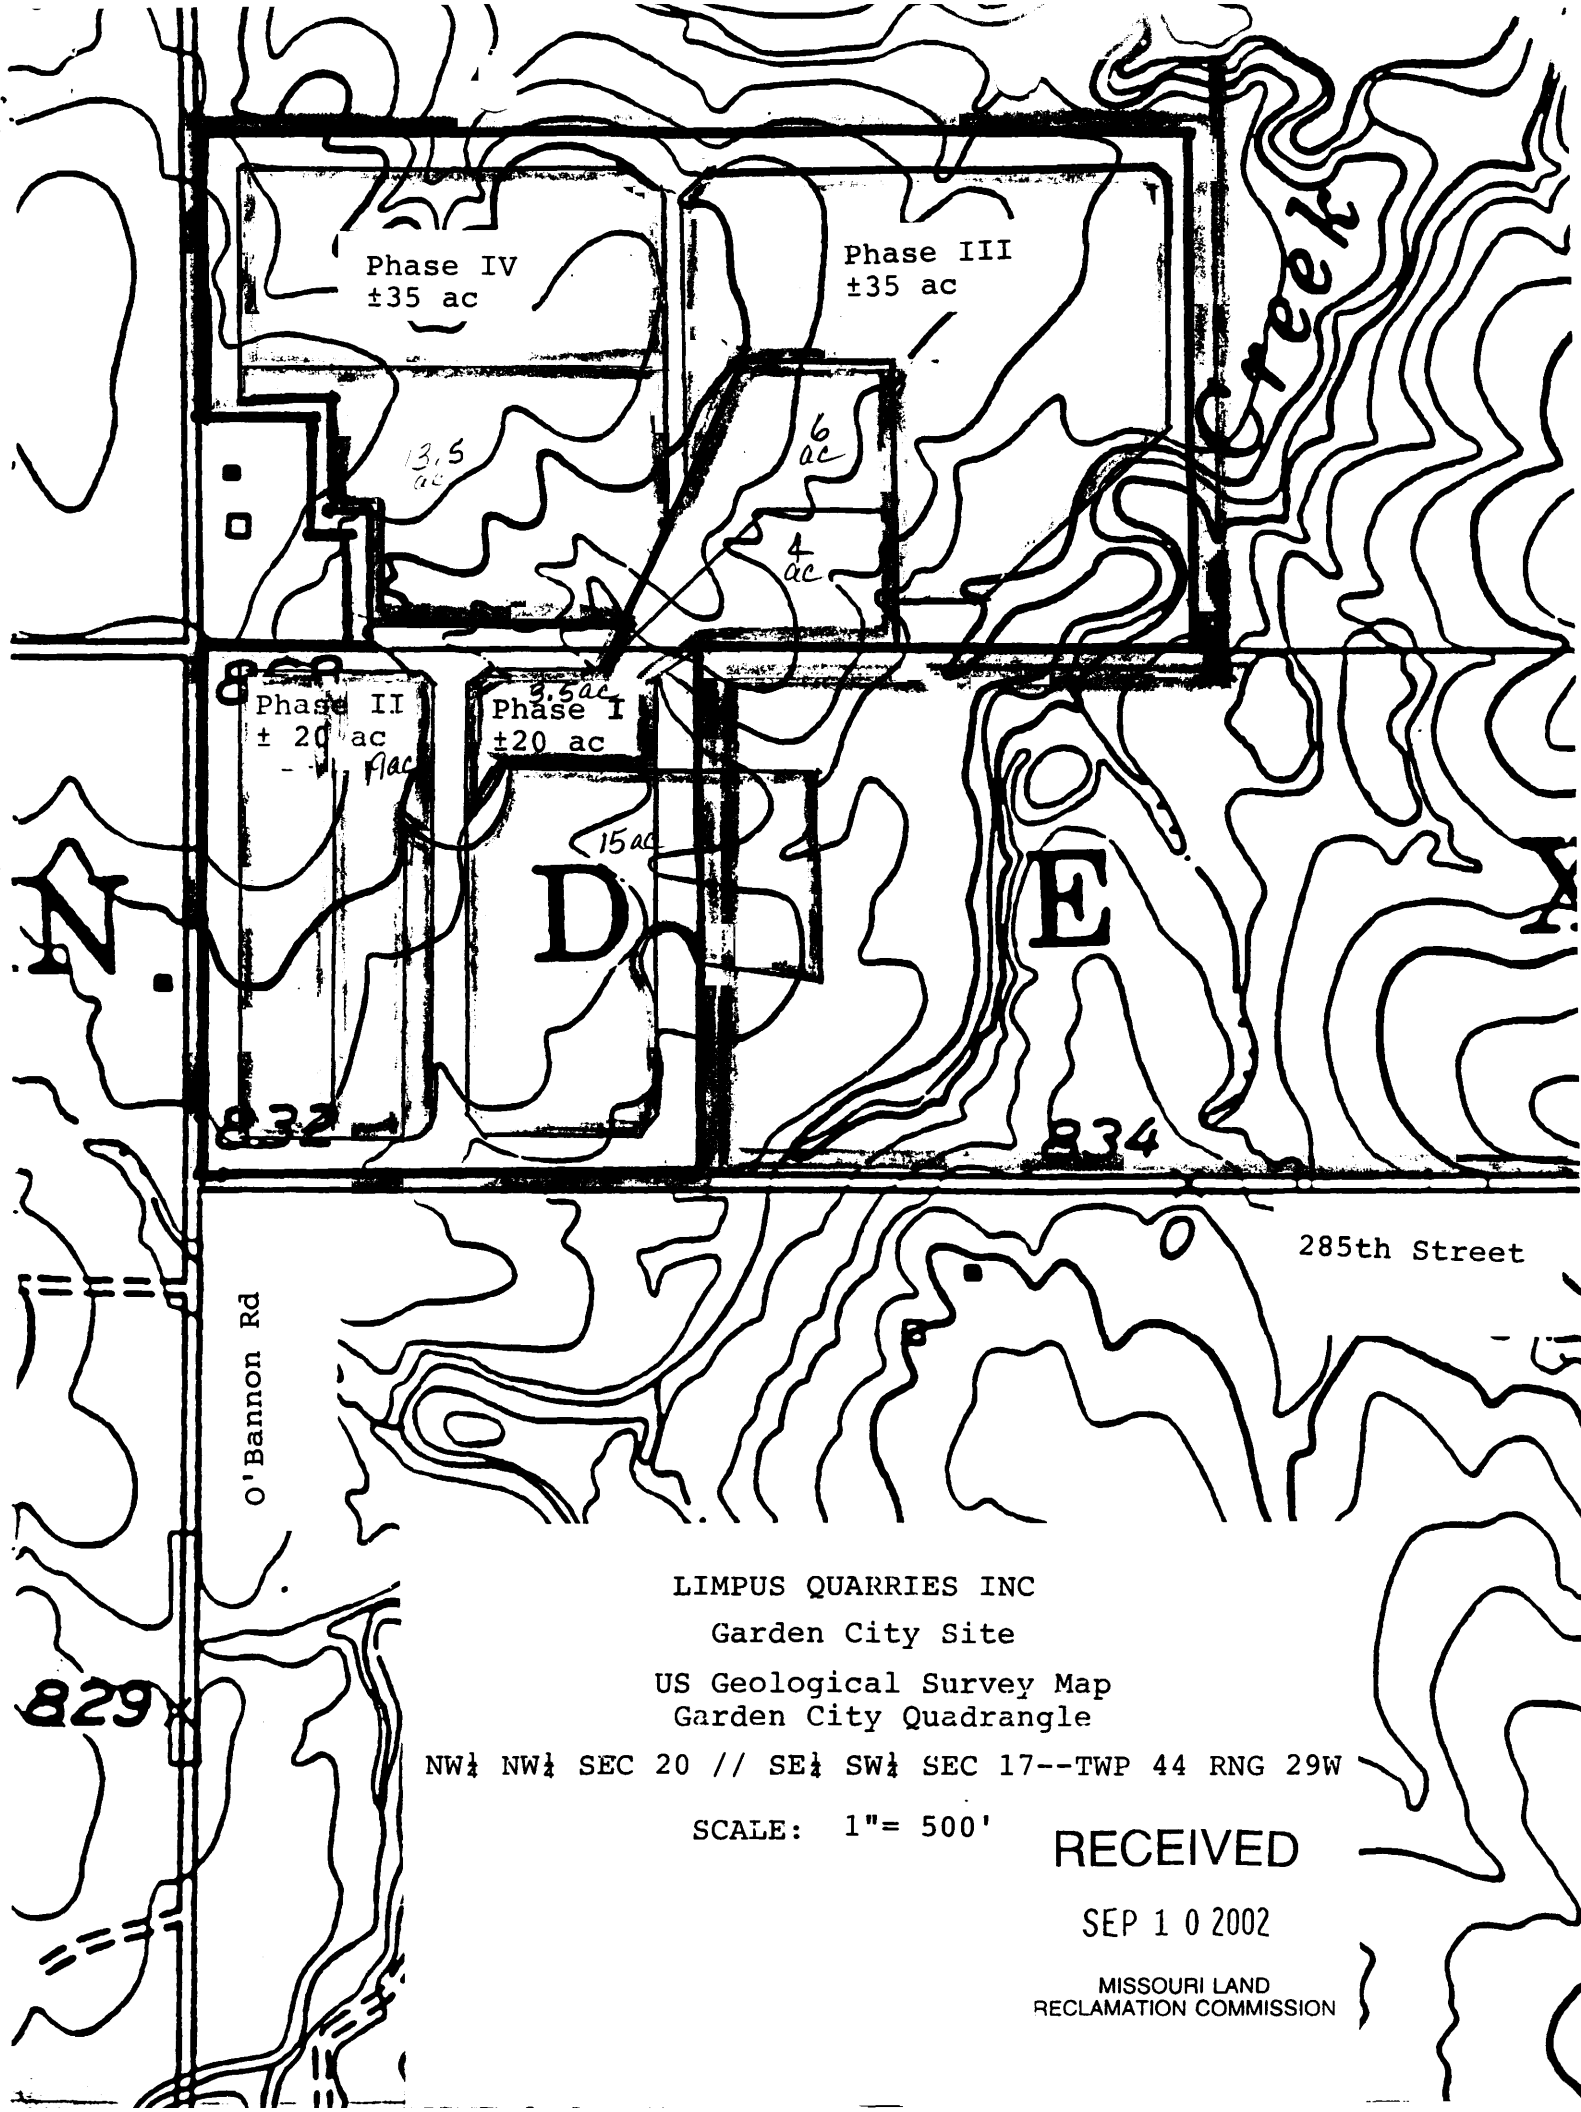 Creek
Phase IV
±35 ac
Phase III
±35 ac
13.5
ac
6
ac
4
ac
Phase II
± 20 ac
3.5ac
Phase I
±20 ac
15ac
N D E X
832
834
285th Street
O'Bannon Rd
LIMPUS QUARRIES INC
Garden City Site
US Geological Survey Map
Garden City Quadrangle
829
NW¼ NW¼ SEC 20 // SE¼ SW¼ SEC 17--TWP 44 RNG 29W
SCALE: 1"= 500'
RECEIVED
SEP 10 2002
MISSOURI LAND
RECLAMATION COMMISSION